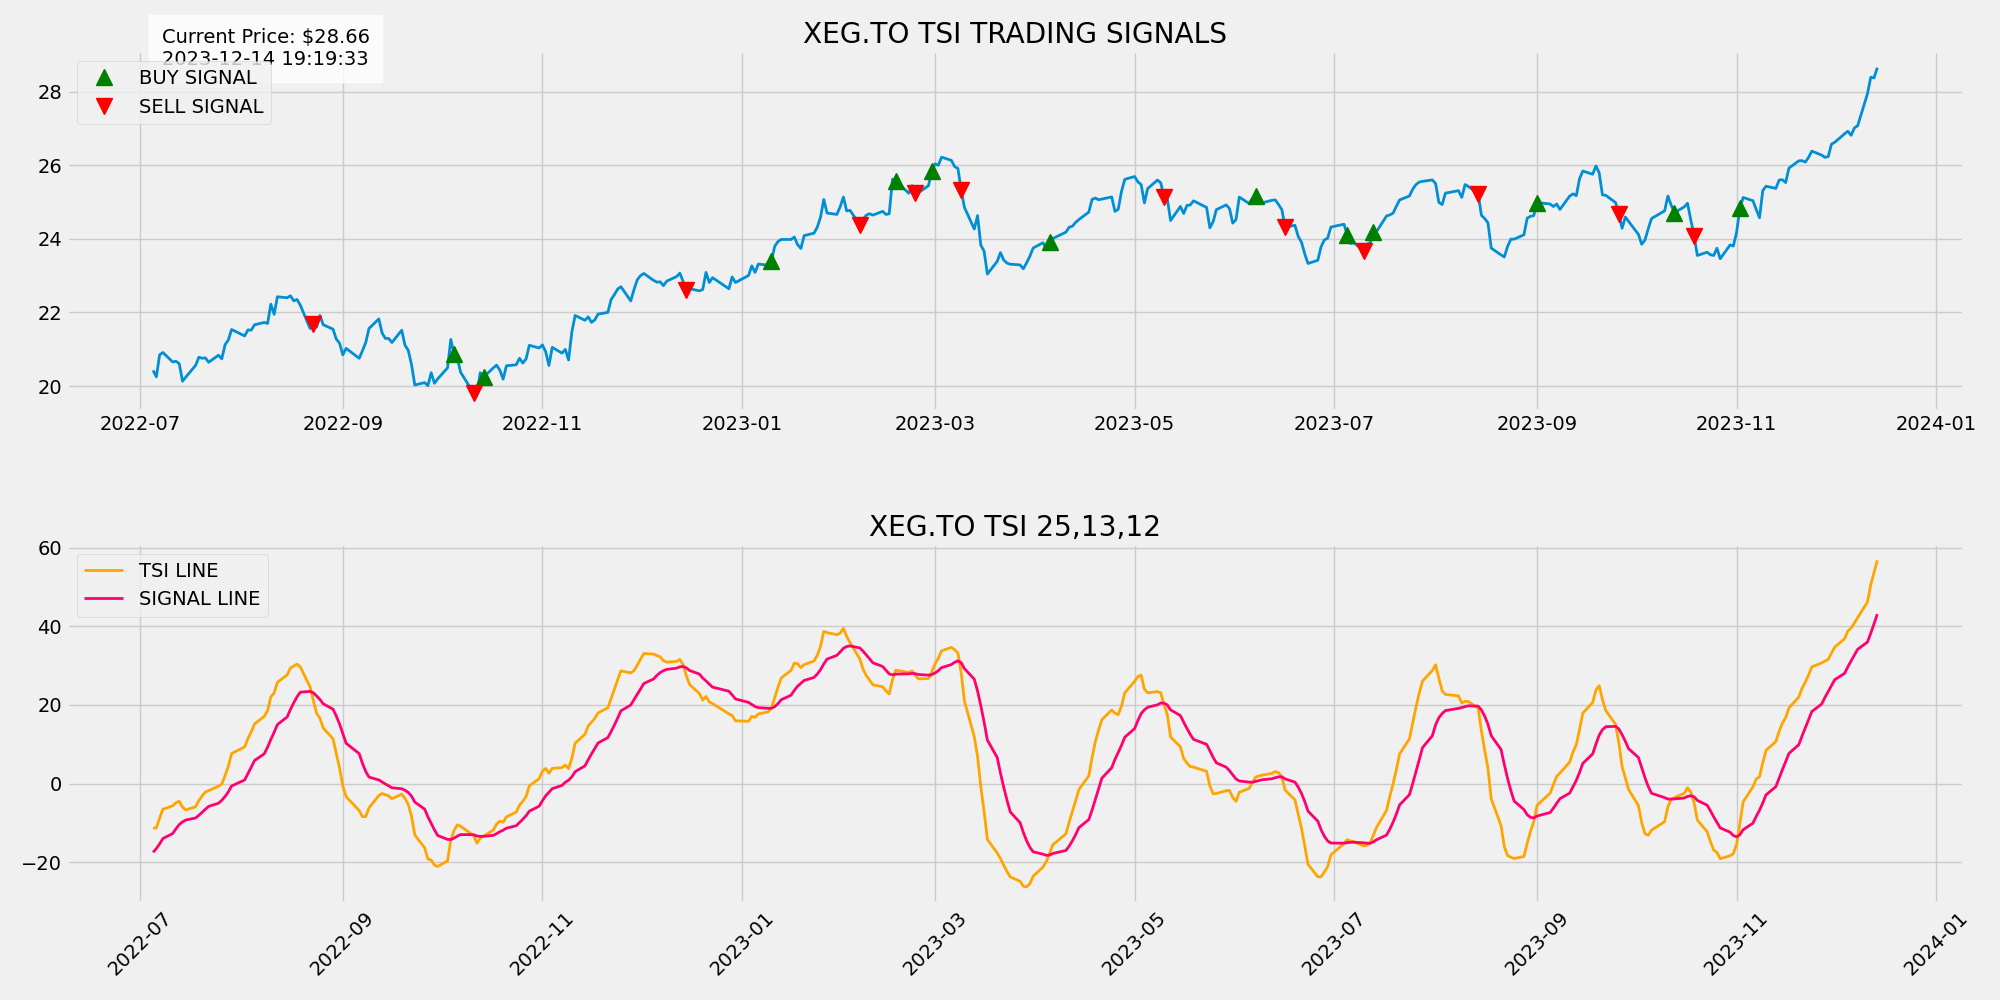 XEG.TO TSI TRADING SIGNALS
Current Price: $28.66
2023-12-14 19:19:33
BUY SIGNAL
SELL SIGNAL
28
26
24
22
20
2022-07 2022-09 2022-11 2023-01 2023-03 2023-05 2023-07 2023-09 2023-11 2024-01
XEG.TO TSI 25,13,12
TSI LINE
SIGNAL LINE
60
40
20
0
−20
2022-07 2022-09 2022-11 2023-01 2023-03 2023-05 2023-07 2023-09 2023-11 2024-01